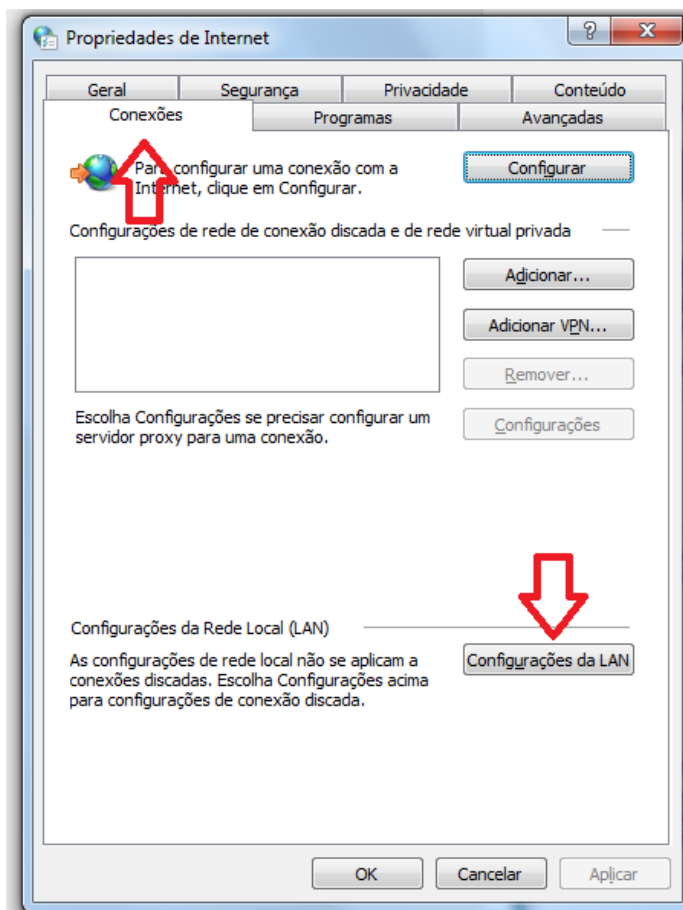 Propriedades de Internet
Geral
Segurança
Privacidade
Conteúdo
Conexões
Programas
Avançadas
Para configurar uma conexão com a
Internet, clique em Configurar.
Configurar
Configurações de rede de conexão discada e de rede virtual privada
Adicionar...
Adicionar VPN...
Remover...
Escolha Configurações se precisar configurar um
servidor proxy para uma conexão.
Configurações
Configurações da Rede Local (LAN)
As configurações de rede local não se aplicam a
conexões discadas. Escolha Configurações acima
para configurações de conexão discada.
Configurações da LAN
OK
Cancelar
Aplicar